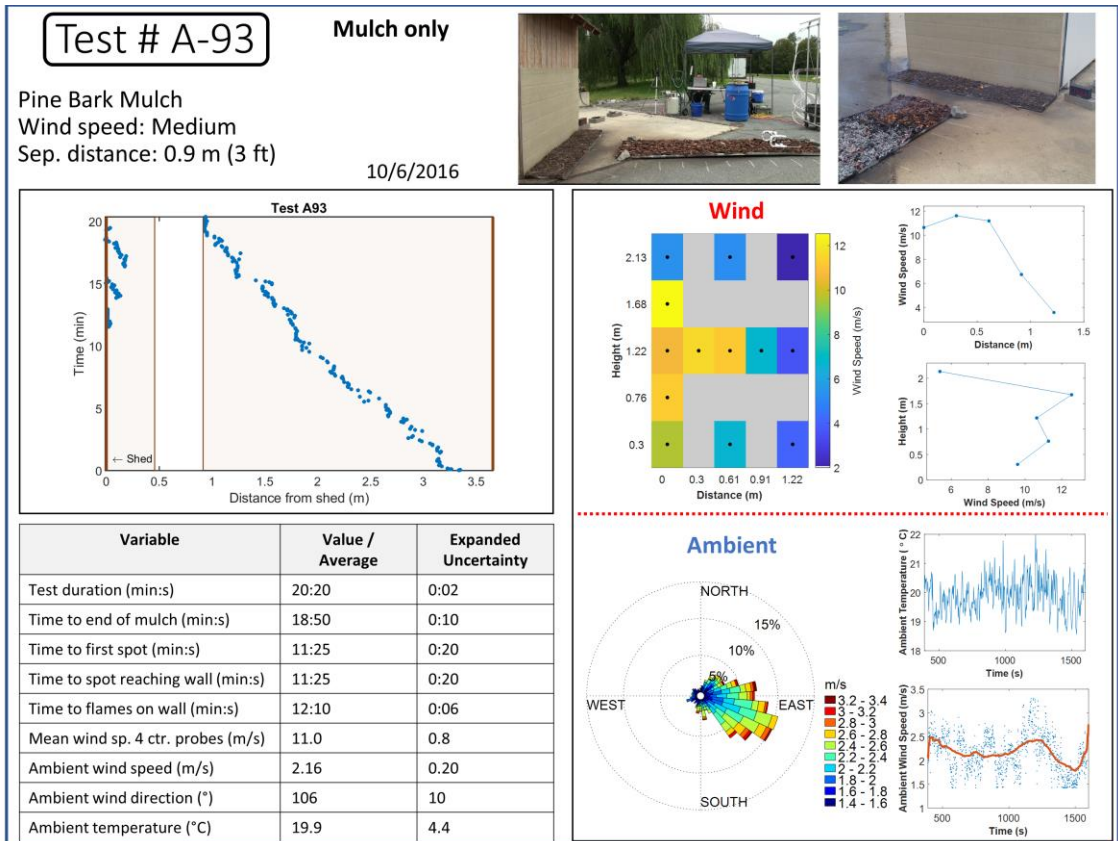 Test # A-93
Mulch only
Pine Bark Mulch
Wind speed: Medium
Sep. distance: 0.9 m (3 ft)
10/6/2016
Test A93
20
15
10
5
0
Time (min)
← Shed
0
0.5
1
1.5
2
2.5
3
3.5
Distance from shed (m)
Variable
Value / Average
Expanded Uncertainty
Test duration (min:s) 20:20 0:02
Time to end of mulch (min:s) 18:50 0:10
Time to first spot (min:s) 11:25 0:20
Time to spot reaching wall (min:s) 11:25 0:20
Time to flames on wall (min:s) 12:10 0:06
Mean wind sp. 4 ctr. probes (m/s) 11.0 0.8
Ambient wind speed (m/s) 2.16 0.20
Ambient wind direction (°) 106 10
Ambient temperature (°C) 19.9 4.4
Wind
2.13
1.68
1.22
0.76
0.3
Height (m)
0 0.3 0.61 0.91 1.22
Distance (m)
12
10
8
6
4
2
Wind Speed (m/s)
12
10
8
6
4
Wind Speed (m/s)
0 0.5 1 1.5
Distance (m)
2
1.5
1
0.5
0
Height (m)
6 8 10 12
Wind Speed (m/s)
Ambient
NORTH
15%
10%
5%
WEST
EAST
SOUTH
m/s
3.2 - 3.4
3 - 3.2
2.8 - 3
2.6 - 2.8
2.4 - 2.6
2.2 - 2.4
2 - 2.2
1.8 - 2
1.6 - 1.8
1.4 - 1.6
22
21
20
19
18
Ambient Temperature ( ° C)
500 1000 1500
Time (s)
3.5
3
2.5
2
1.5
1
Ambient Wind Speed (m/s)
500 1000 1500
Time (s)